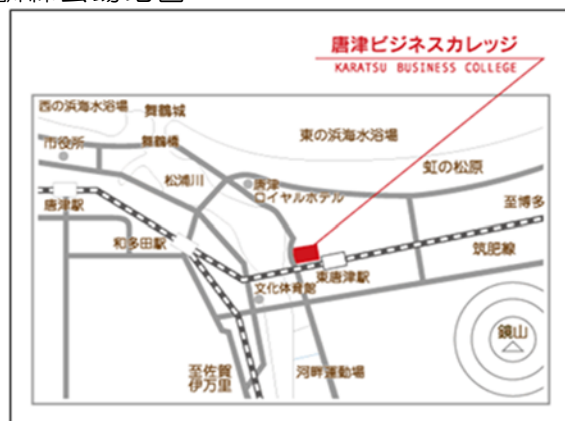 唐津ビジネスカレッジ
KARATSU BUSINESS COLLEGE
西の浜海水浴場
舞鶴城
市役所
舞鶴橋
東の浜海水浴場
虹の松原
松浦川
唐津
ロイヤルホテル
至博多
唐津駅
和多田駅
筑肥線
東唐津駅
文化体育館
鏡山
至佐賀
伊万里
河畔運動場